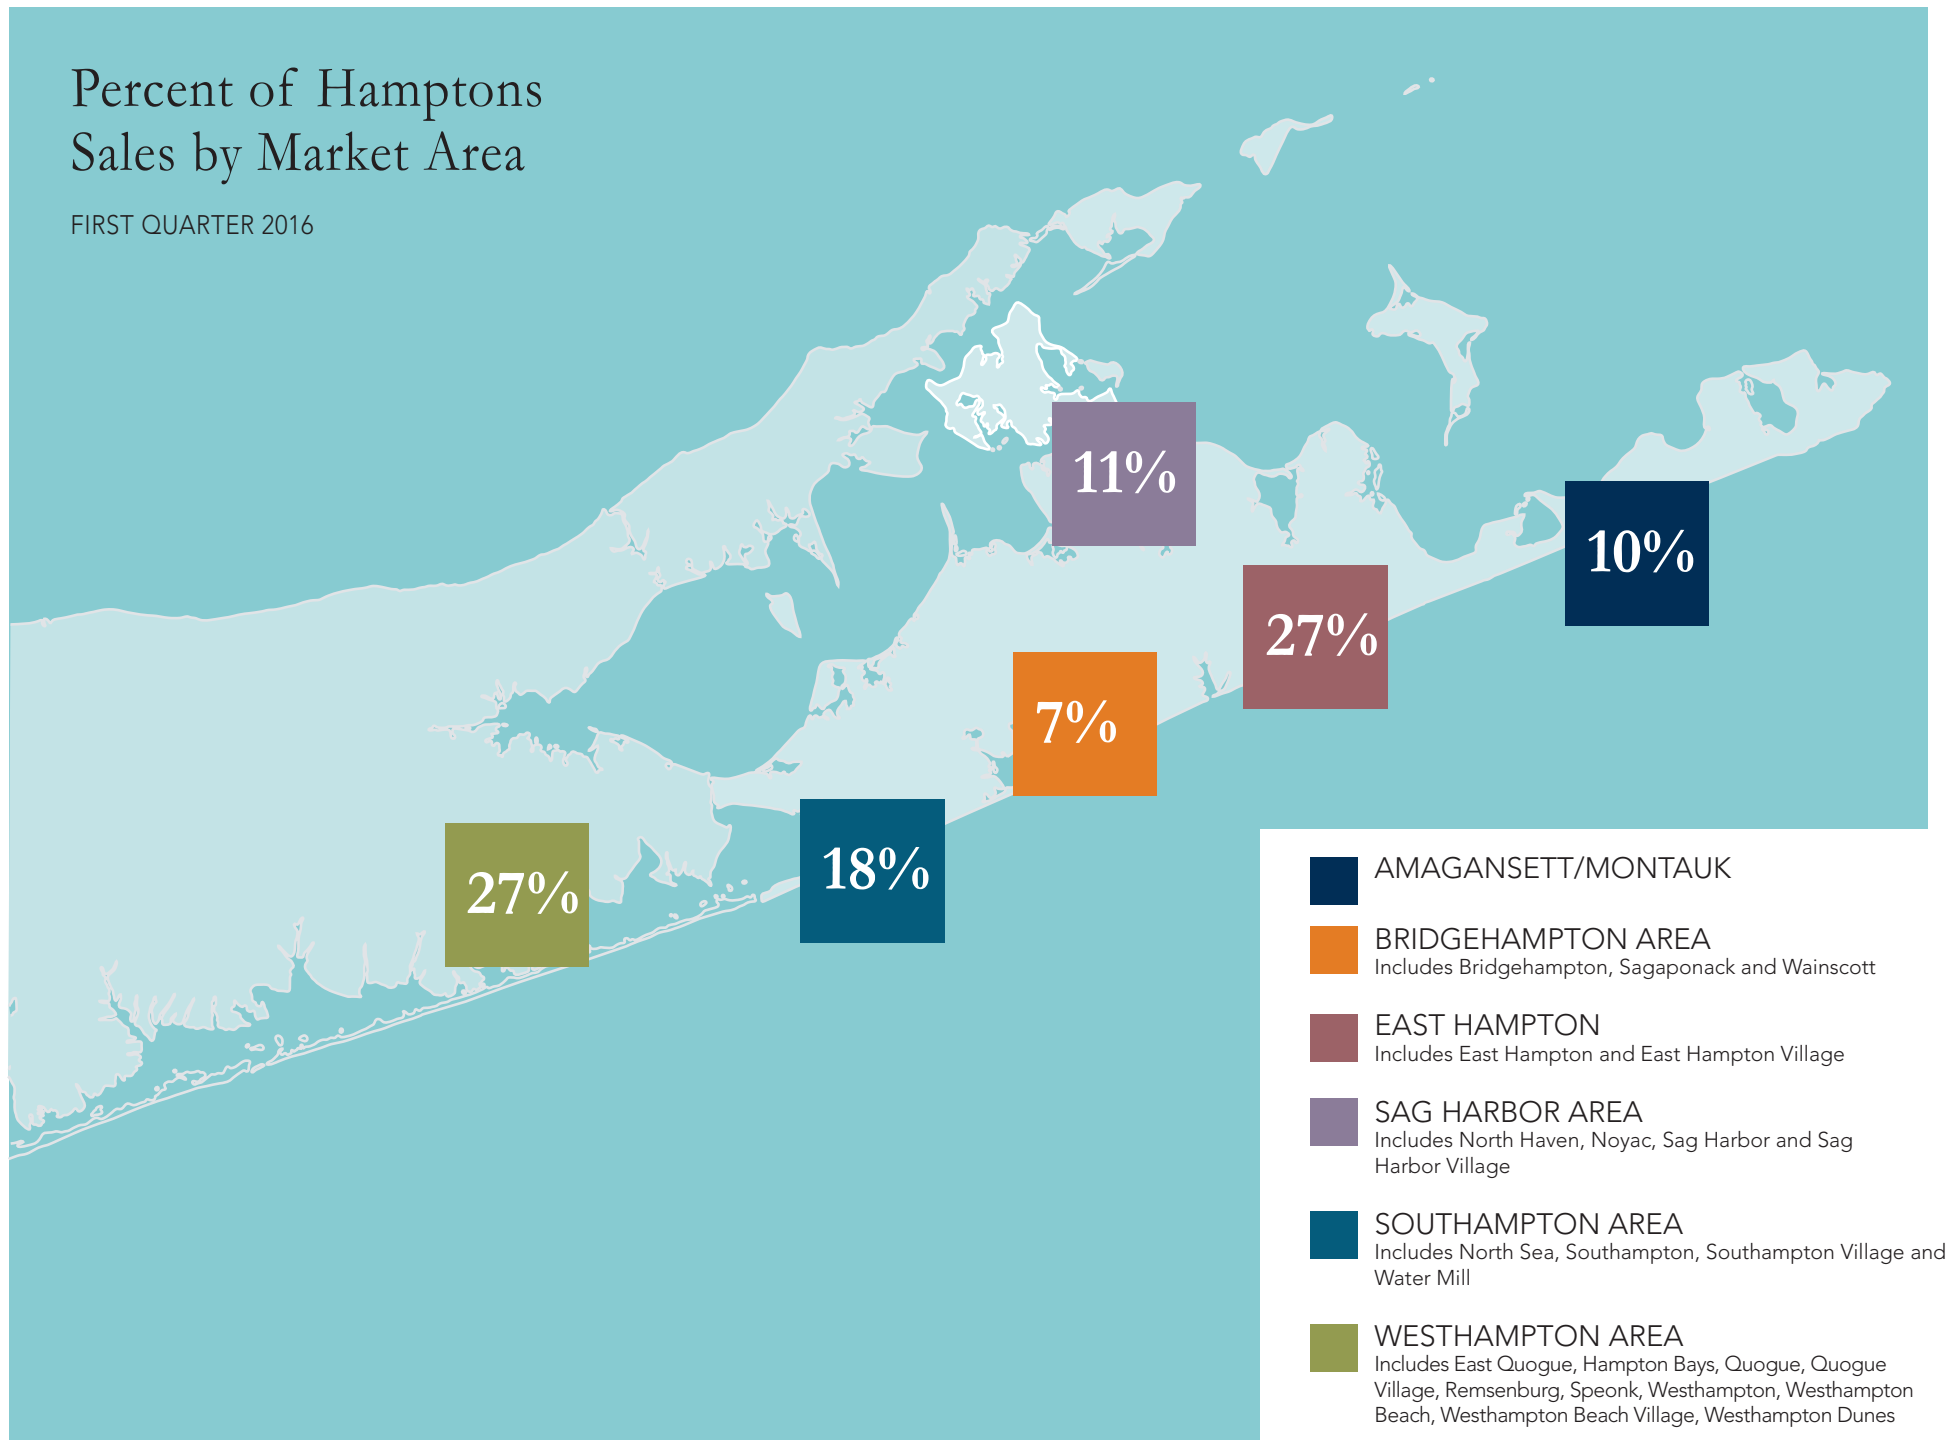 Percent of Hamptons
Sales by Market Area
FIRST QUARTER 2016
11%
10%
27%
7%
18%
27%
AMAGANSETT/MONTAUK
BRIDGEHAMPTON AREA
Includes Bridgehampton, Sagaponack and Wainscott
EAST HAMPTON
Includes East Hampton and East Hampton Village
SAG HARBOR AREA
Includes North Haven, Noyac, Sag Harbor and Sag
Harbor Village
SOUTHAMPTON AREA
Includes North Sea, Southampton, Southampton Village and
Water Mill
WESTHAMPTON AREA
Includes East Quogue, Hampton Bays, Quogue, Quogue
Village, Remsenburg, Speonk, Westhampton, Westhampton
Beach, Westhampton Beach Village, Westhampton Dunes